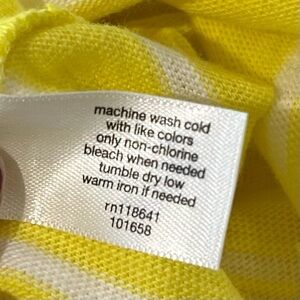 machine wash cold
with like colors
only non-chlorine
bleach when needed
tumble dry low
warm iron if needed
rn118641
101658